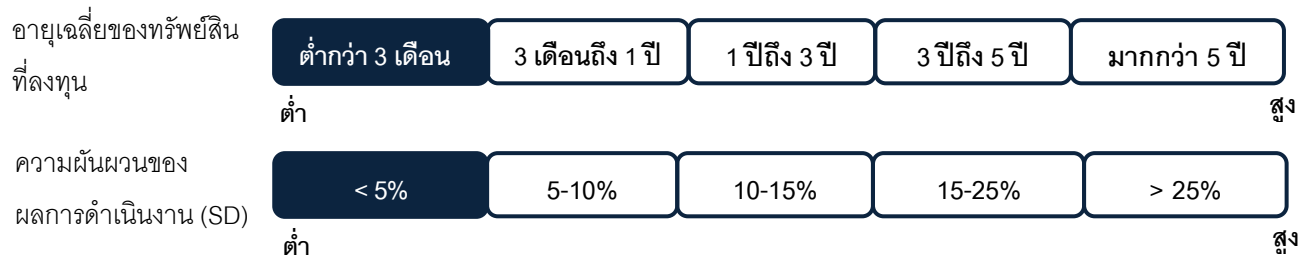 อายุเฉลี่ยของทรัพย์สิน
ที่ลงทุน
ต่ำกว่า 3 เดือน 3 เดือนถึง 1 ปี 1 ปีถึง 3 ปี 3 ปีถึง 5 ปี มากกว่า 5 ปี
ต่ำ สูง
ความผันผวนของ
ผลการดำเนินงาน (SD)
< 5% 5-10% 10-15% 15-25% > 25%
ต่ำ สูง